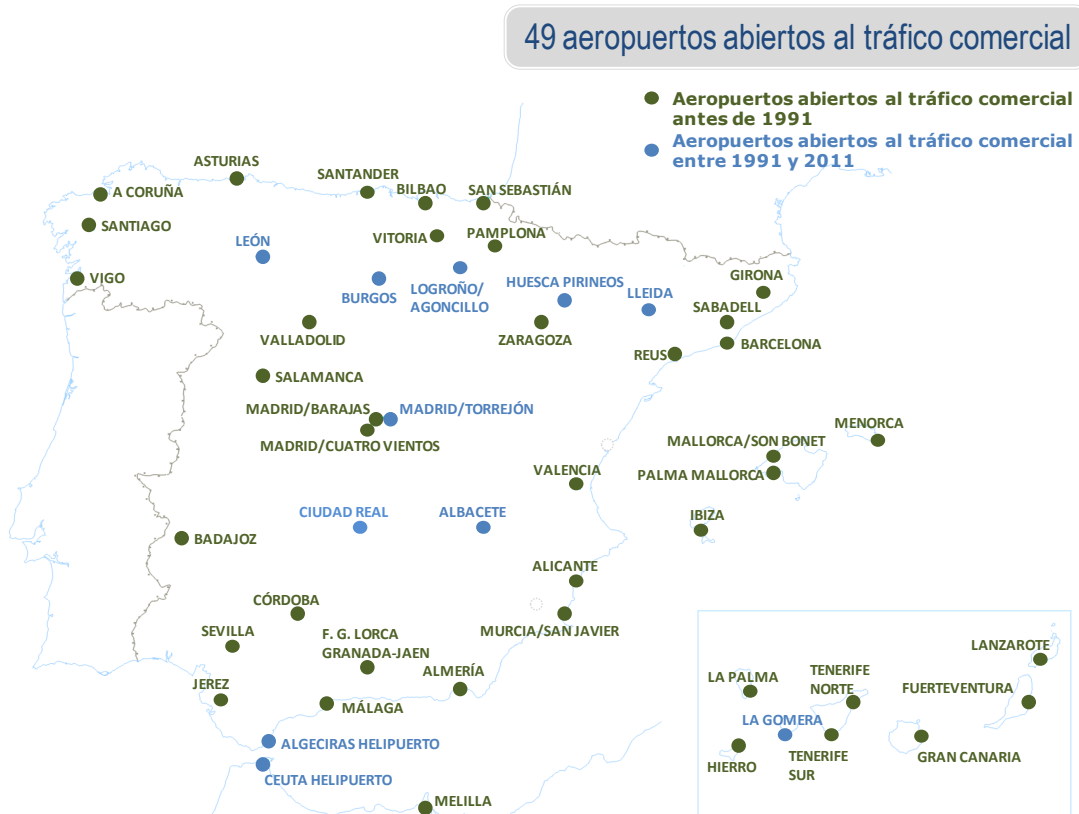 49 aeropuertos abiertos al tráfico comercial
Aeropuertos abiertos al tráfico comercial
antes de 1991
Aeropuertos abiertos al tráfico comercial
entre 1991 y 2011
ASTURIAS
SANTANDER
BILBAO
SAN SEBASTIÁN
A CORUÑA
SANTIAGO
VITORIA
PAMPLONA
LEÓN
VIGO
BURGOS
LOGROÑO/
AGONCILLO
HUESCA PIRINEOS
LLEIDA
GIRONA
SABADELL
VALLADOLID
ZARAGOZA
REUS
BARCELONA
SALAMANCA
MADRID/BARAJAS
MADRID/TORREJÓN
MADRID/CUATRO VIENTOS
MENORCA
MALLORCA/SON BONET
PALMA MALLORCA
VALENCIA
IBIZA
CIUDAD REAL
ALBACETE
BADAJOZ
ALICANTE
CÓRDOBA
MURCIA/SAN JAVIER
SEVILLA
F. G. LORCA
GRANADA-JAEN
ALMERÍA
JEREZ
MÁLAGA
ALGECIRAS HELIPUERTO
CEUTA HELIPUERTO
MELILLA
LANZAROTE
LA PALMA
TENERIFE
NORTE
FUERTEVENTURA
LA GOMERA
HIERRO
TENERIFE
SUR
GRAN CANARIA